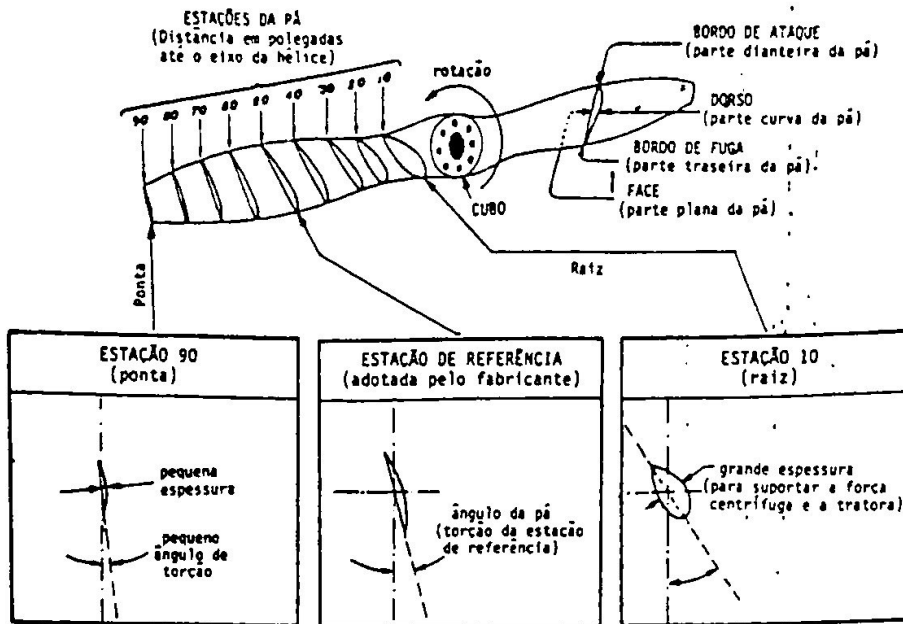 ESTAÇÕES DA PÁ
(Distância em polegadas
até o eixo da hélice)
90 80 70 60 50 40 30 20 10
rotação
BORDO DE ATAQUE
(parte dianteira da pá)
DORSO
(parte curva da pá)
BORDO DE FUGA
(parte traseira da pá)
FACE
(parte plana da pá)
CUBO
Ponta
Raiz
ESTAÇÃO 90
(ponta)
pequena
espessura
pequeno
ângulo de
torção
ESTAÇÃO DE REFERÊNCIA
(adotada pelo fabricante)
ângulo da pá
(torção da estação
de referência)
ESTAÇÃO 10
(raiz)
grande espessura
(para suportar a força
centrífuga e a tratora)